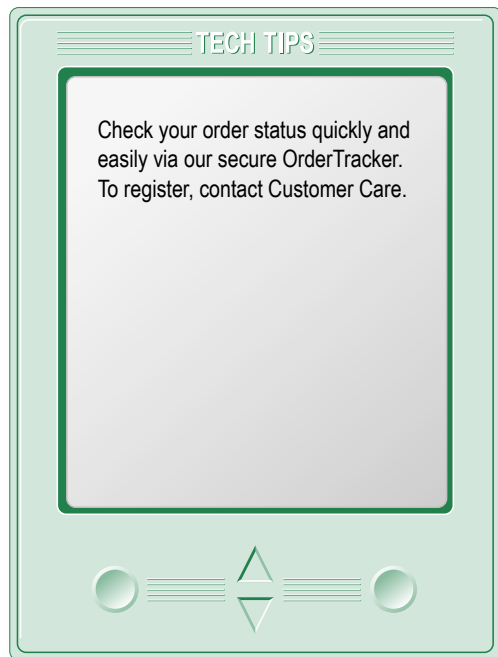 TECH TIPS
Check your order status quickly and
easily via our secure OrderTracker.
To register, contact Customer Care.